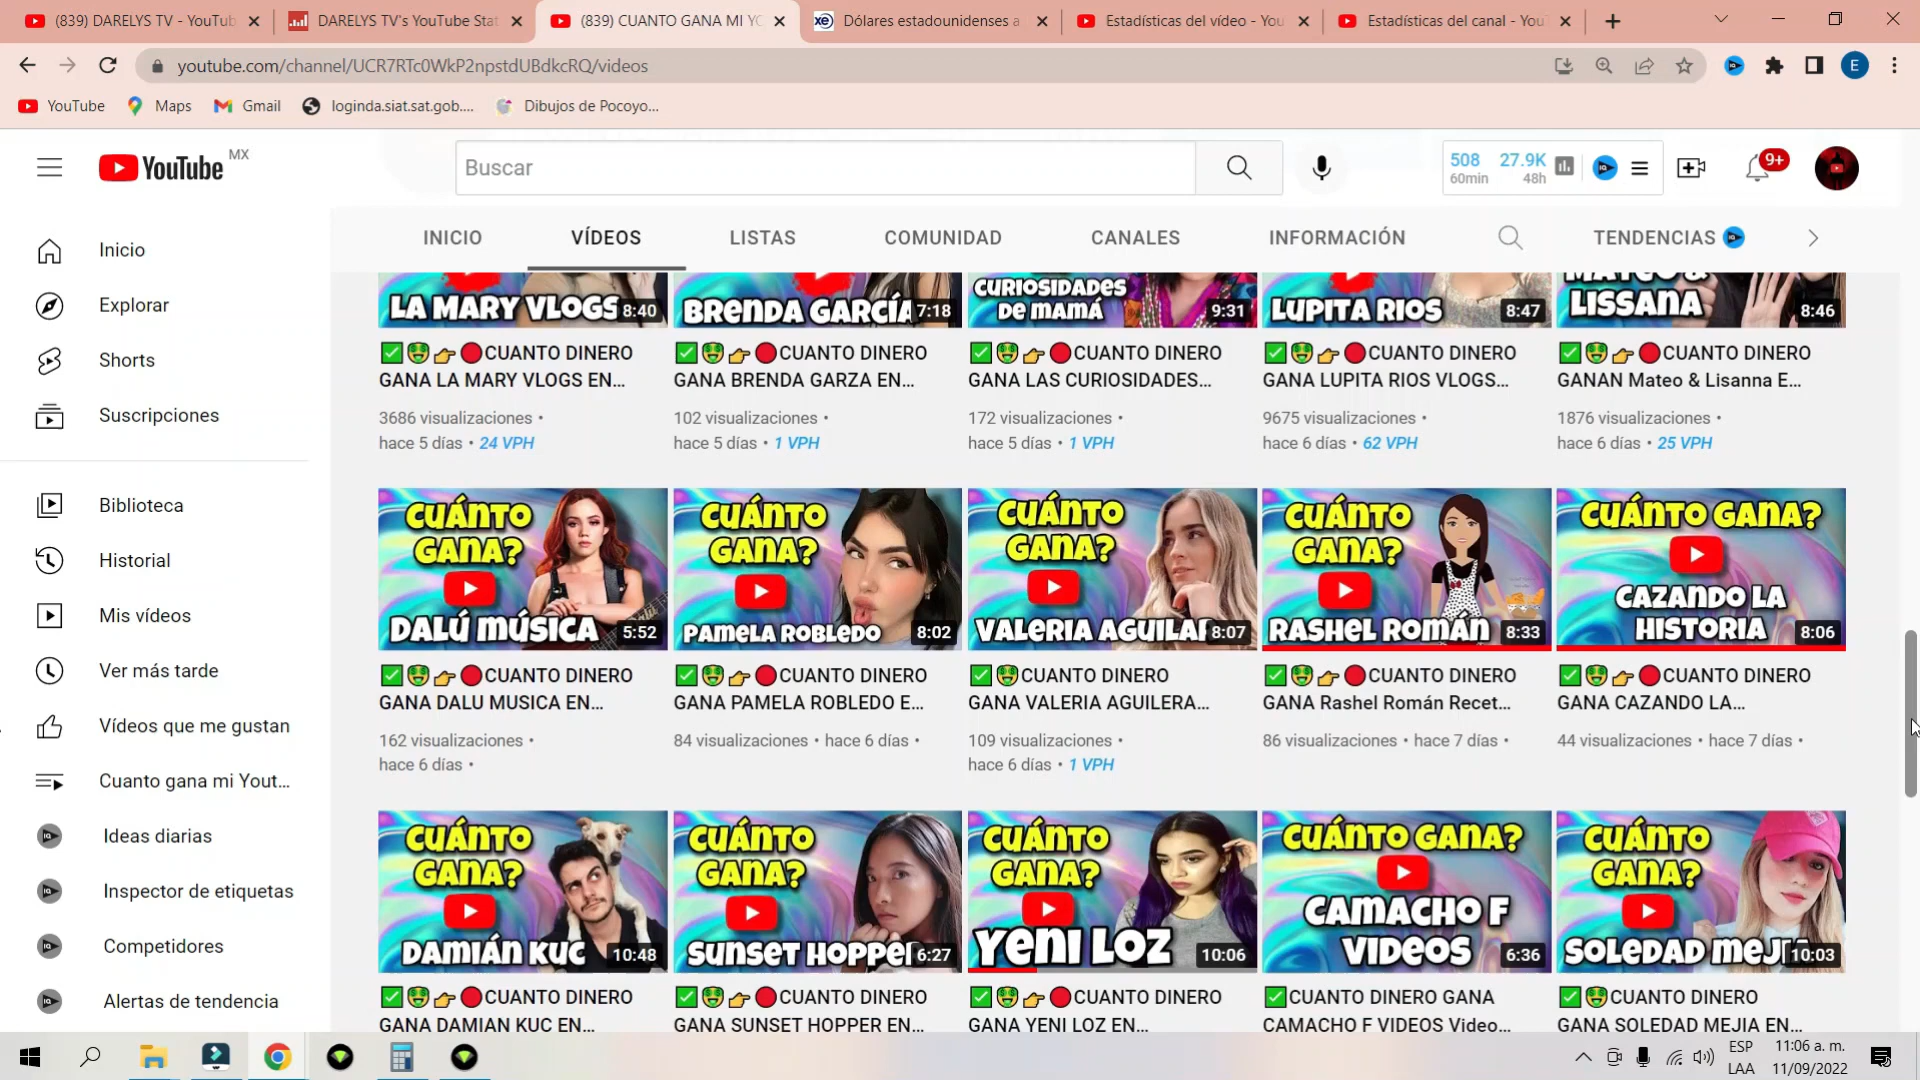 (839) DARELYS TV - YouTub
DARELYS TV's YouTube Stat
(839) CUANTO GANA MI YO
Dólares estadounidenses a
Estadísticas del vídeo - You
Estadísticas del canal - YouT
youtube.com/channel/UCR7RTc0WkP2npstdUBdkcRQ/videos
E
YouTube
Maps
Gmail
loginda.siat.sat.gob....
Dibujos de Pocoyo...
YouTube MX
Buscar
508 27.9K
60min 48h
9+
INICIO
VÍDEOS
LISTAS
COMUNIDAD
CANALES
INFORMACIÓN
TENDENCIAS
Inicio
Explorar
Shorts
Suscripciones
Biblioteca
Historial
Mis vídeos
Ver más tarde
Vídeos que me gustan
Cuanto gana mi Yout...
Ideas diarias
Inspector de etiquetas
Competidores
Alertas de tendencia
LA MARY VLOGS 8:40
✅🤑👉🔴CUANTO DINERO
GANA LA MARY VLOGS EN...
3686 visualizaciones •
hace 5 días • 24 VPH
BRENDA GARCÍA 7:18
✅🤑👉🔴CUANTO DINERO
GANA BRENDA GARZA EN...
102 visualizaciones •
hace 5 días • 1 VPH
CURIOSIDADES
DE MAMÁ 9:31
✅🤑👉🔴CUANTO DINERO
GANA LAS CURIOSIDADES...
172 visualizaciones •
hace 5 días • 1 VPH
LUPITA RIOS 8:47
✅🤑👉🔴CUANTO DINERO
GANA LUPITA RIOS VLOGS...
9675 visualizaciones •
hace 6 días • 62 VPH
MATEO &
LISSANA 8:46
✅🤑👉🔴CUANTO DINERO
GANAN Mateo & Lisanna E...
1876 visualizaciones •
hace 6 días • 25 VPH
CUÁNTO
GANA?
DALÚ MÚSICA 5:52
✅🤑👉🔴CUANTO DINERO
GANA DALU MUSICA EN...
162 visualizaciones •
hace 6 días •
CUÁNTO
GANA?
PAMELA ROBLEDO 8:02
✅🤑👉🔴CUANTO DINERO
GANA PAMELA ROBLEDO E...
84 visualizaciones • hace 6 días •
CUÁNTO
GANA?
VALERIA AGUILAR 8:07
✅🤑CUANTO DINERO
GANA VALERIA AGUILERA...
109 visualizaciones •
hace 6 días • 1 VPH
CUÁNTO
GANA?
RASHEL ROMÁN 8:33
✅🤑👉🔴CUANTO DINERO
GANA Rashel Román Recet...
86 visualizaciones • hace 7 días •
CUÁNTO GANA?
CAZANDO LA
HISTORIA 8:06
✅🤑👉🔴CUANTO DINERO
GANA CAZANDO LA...
44 visualizaciones • hace 7 días •
CUÁNTO
GANA?
DAMIÁN KUC 10:48
✅🤑👉🔴CUANTO DINERO
GANA DAMIAN KUC EN...
CUÁNTO
GANA?
SUNSET HOPPER 6:27
✅🤑👉🔴CUANTO DINERO
GANA SUNSET HOPPER EN...
CUÁNTO
GANA?
YENI LOZ 10:06
✅🤑👉🔴CUANTO DINERO
GANA YENI LOZ EN...
CUÁNTO GANA?
CAMACHO F
VIDEOS 6:36
✅CUANTO DINERO GANA
CAMACHO F VIDEOS Video...
CUÁNTO
GANA?
SOLEDAD MEJIA 10:03
✅🤑CUANTO DINERO
GANA SOLEDAD MEJIA EN...
ESP
LAA
11:06 a. m.
11/09/2022